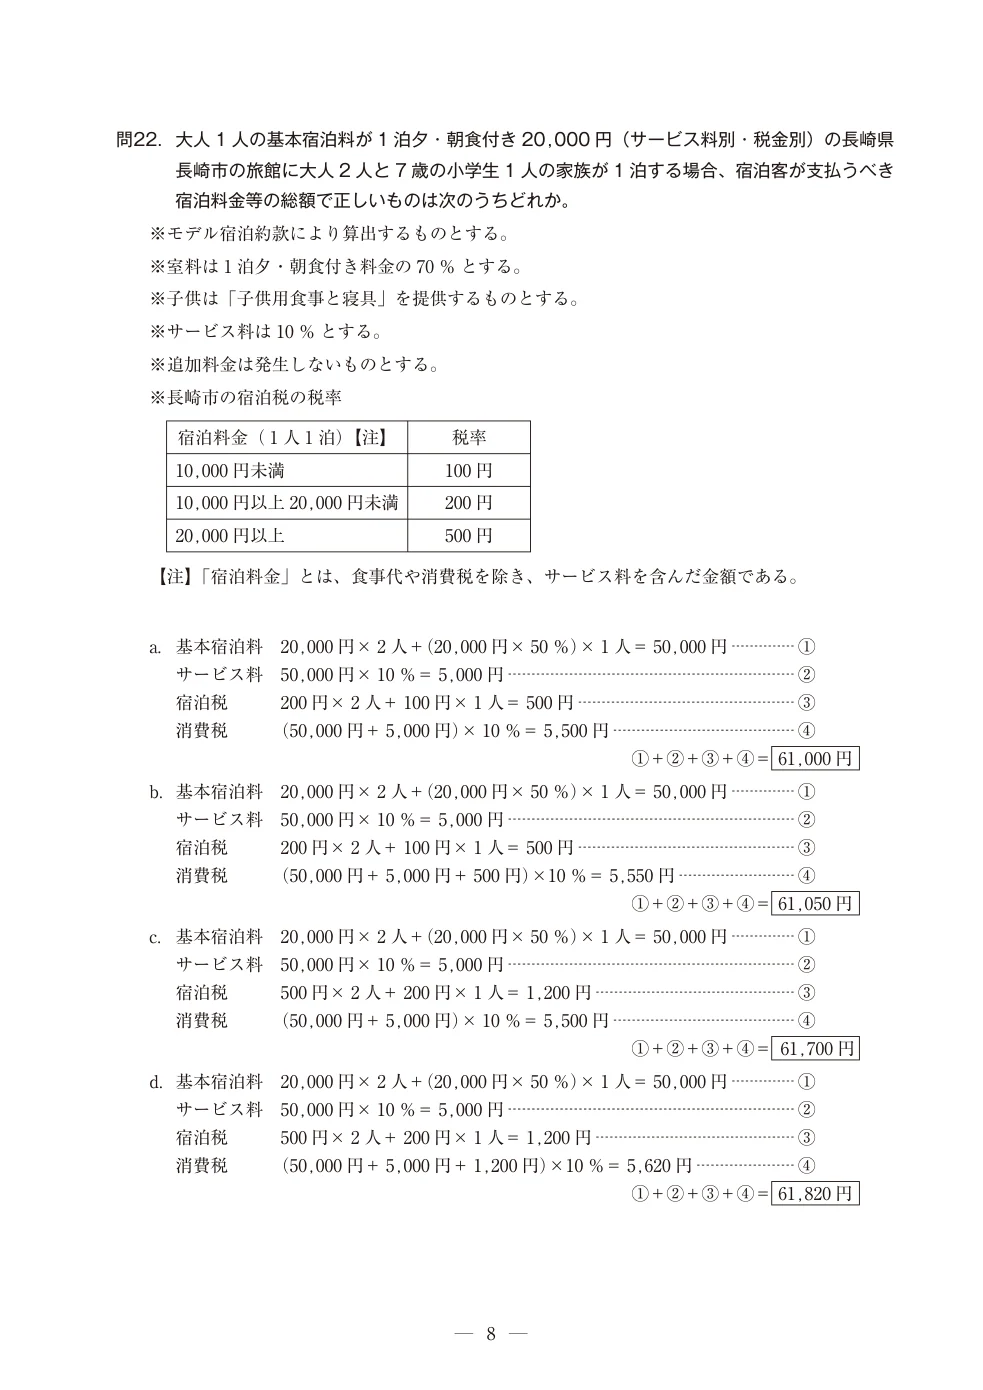 問22. 大人1人の基本宿泊料が1泊夕・朝食付き20,000円（サービス料別・税金別）の長崎県
長崎市の旅館に大人2人と7歳の小学生1人の家族が1泊する場合、宿泊客が支払うべき
宿泊料金等の総額で正しいものは次のうちどれか。
※モデル宿泊約款により算出するものとする。
※室料は1泊夕・朝食付き料金の70％とする。
※子供は「子供用食事と寝具」を提供するものとする。
※サービス料は10％とする。
※追加料金は発生しないものとする。
※長崎市の宿泊税の税率
宿泊料金（1人1泊）【注】 税率
10,000円未満 100円
10,000円以上20,000円未満 200円
20,000円以上 500円
【注】「宿泊料金」とは、食事代や消費税を除き、サービス料を含んだ金額である。
a. 基本宿泊料 20,000円×2人＋（20,000円×50％）×1人＝50,000円…………①
サービス料 50,000円×10％＝5,000円…………②
宿泊税 200円×2人＋100円×1人＝500円…………③
消費税 （50,000円＋5,000円）×10％＝5,500円…………④
①＋②＋③＋④＝61,000円
b. 基本宿泊料 20,000円×2人＋（20,000円×50％）×1人＝50,000円…………①
サービス料 50,000円×10％＝5,000円…………②
宿泊税 200円×2人＋100円×1人＝500円…………③
消費税 （50,000円＋5,000円＋500円）×10％＝5,550円…………④
①＋②＋③＋④＝61,050円
c. 基本宿泊料 20,000円×2人＋（20,000円×50％）×1人＝50,000円…………①
サービス料 50,000円×10％＝5,000円…………②
宿泊税 500円×2人＋200円×1人＝1,200円…………③
消費税 （50,000円＋5,000円）×10％＝5,500円…………④
①＋②＋③＋④＝61,700円
d. 基本宿泊料 20,000円×2人＋（20,000円×50％）×1人＝50,000円…………①
サービス料 50,000円×10％＝5,000円…………②
宿泊税 500円×2人＋200円×1人＝1,200円…………③
消費税 （50,000円＋5,000円＋1,200円）×10％＝5,620円…………④
①＋②＋③＋④＝61,820円
— 8 —